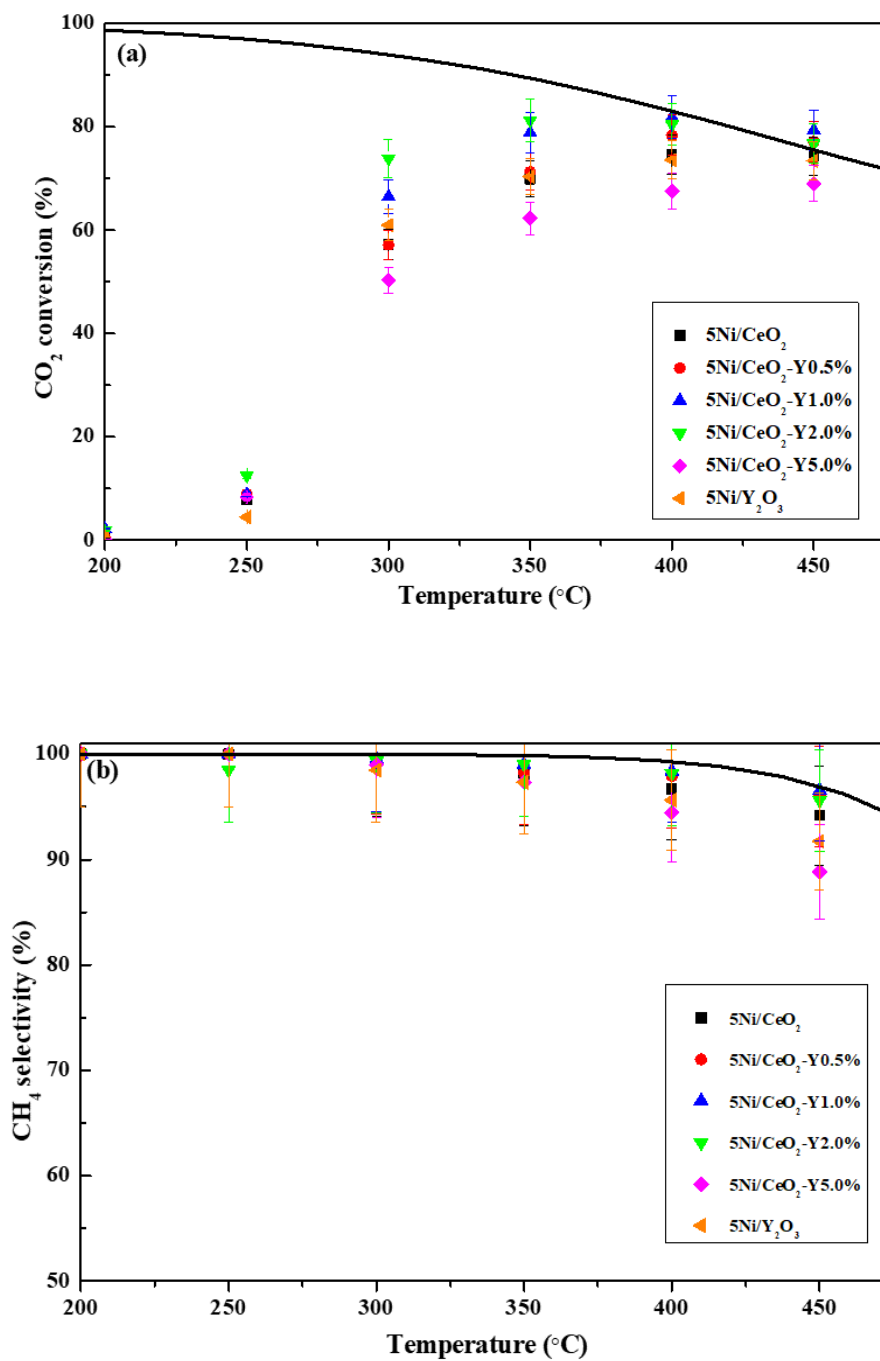 100
(a)
80
60
40
20
0
CO₂ conversion (%)
5Ni/CeO₂
5Ni/CeO₂-Y0.5%
5Ni/CeO₂-Y1.0%
5Ni/CeO₂-Y2.0%
5Ni/CeO₂-Y5.0%
5Ni/Y₂O₃
200 250 300 350 400 450
Temperature (°C)
100
(b)
90
80
70
60
50
CH₄ selectivity (%)
5Ni/CeO₂
5Ni/CeO₂-Y0.5%
5Ni/CeO₂-Y1.0%
5Ni/CeO₂-Y2.0%
5Ni/CeO₂-Y5.0%
5Ni/Y₂O₃
200 250 300 350 400 450
Temperature (°C)